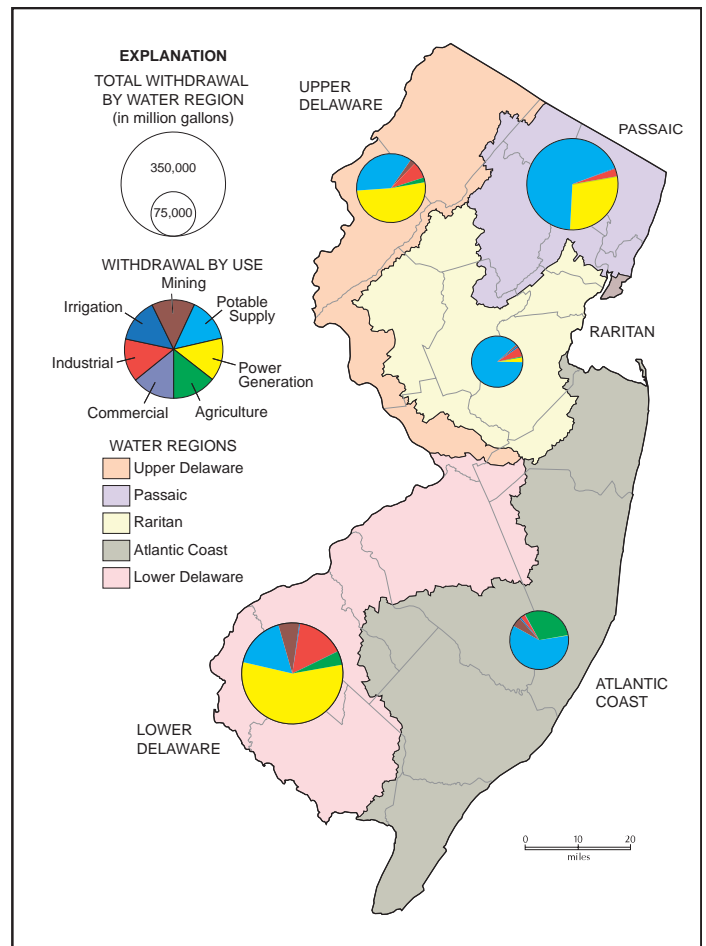 EXPLANATION
TOTAL WITHDRAWAL
BY WATER REGION
(in million gallons)
350,000
75,000
WITHDRAWAL BY USE
Mining
Irrigation
Potable
Supply
Industrial
Power
Generation
Commercial
Agriculture
WATER REGIONS
Upper Delaware
Passaic
Raritan
Atlantic Coast
Lower Delaware
UPPER
DELAWARE
PASSAIC
RARITAN
ATLANTIC
COAST
LOWER
DELAWARE
0 10 20
miles